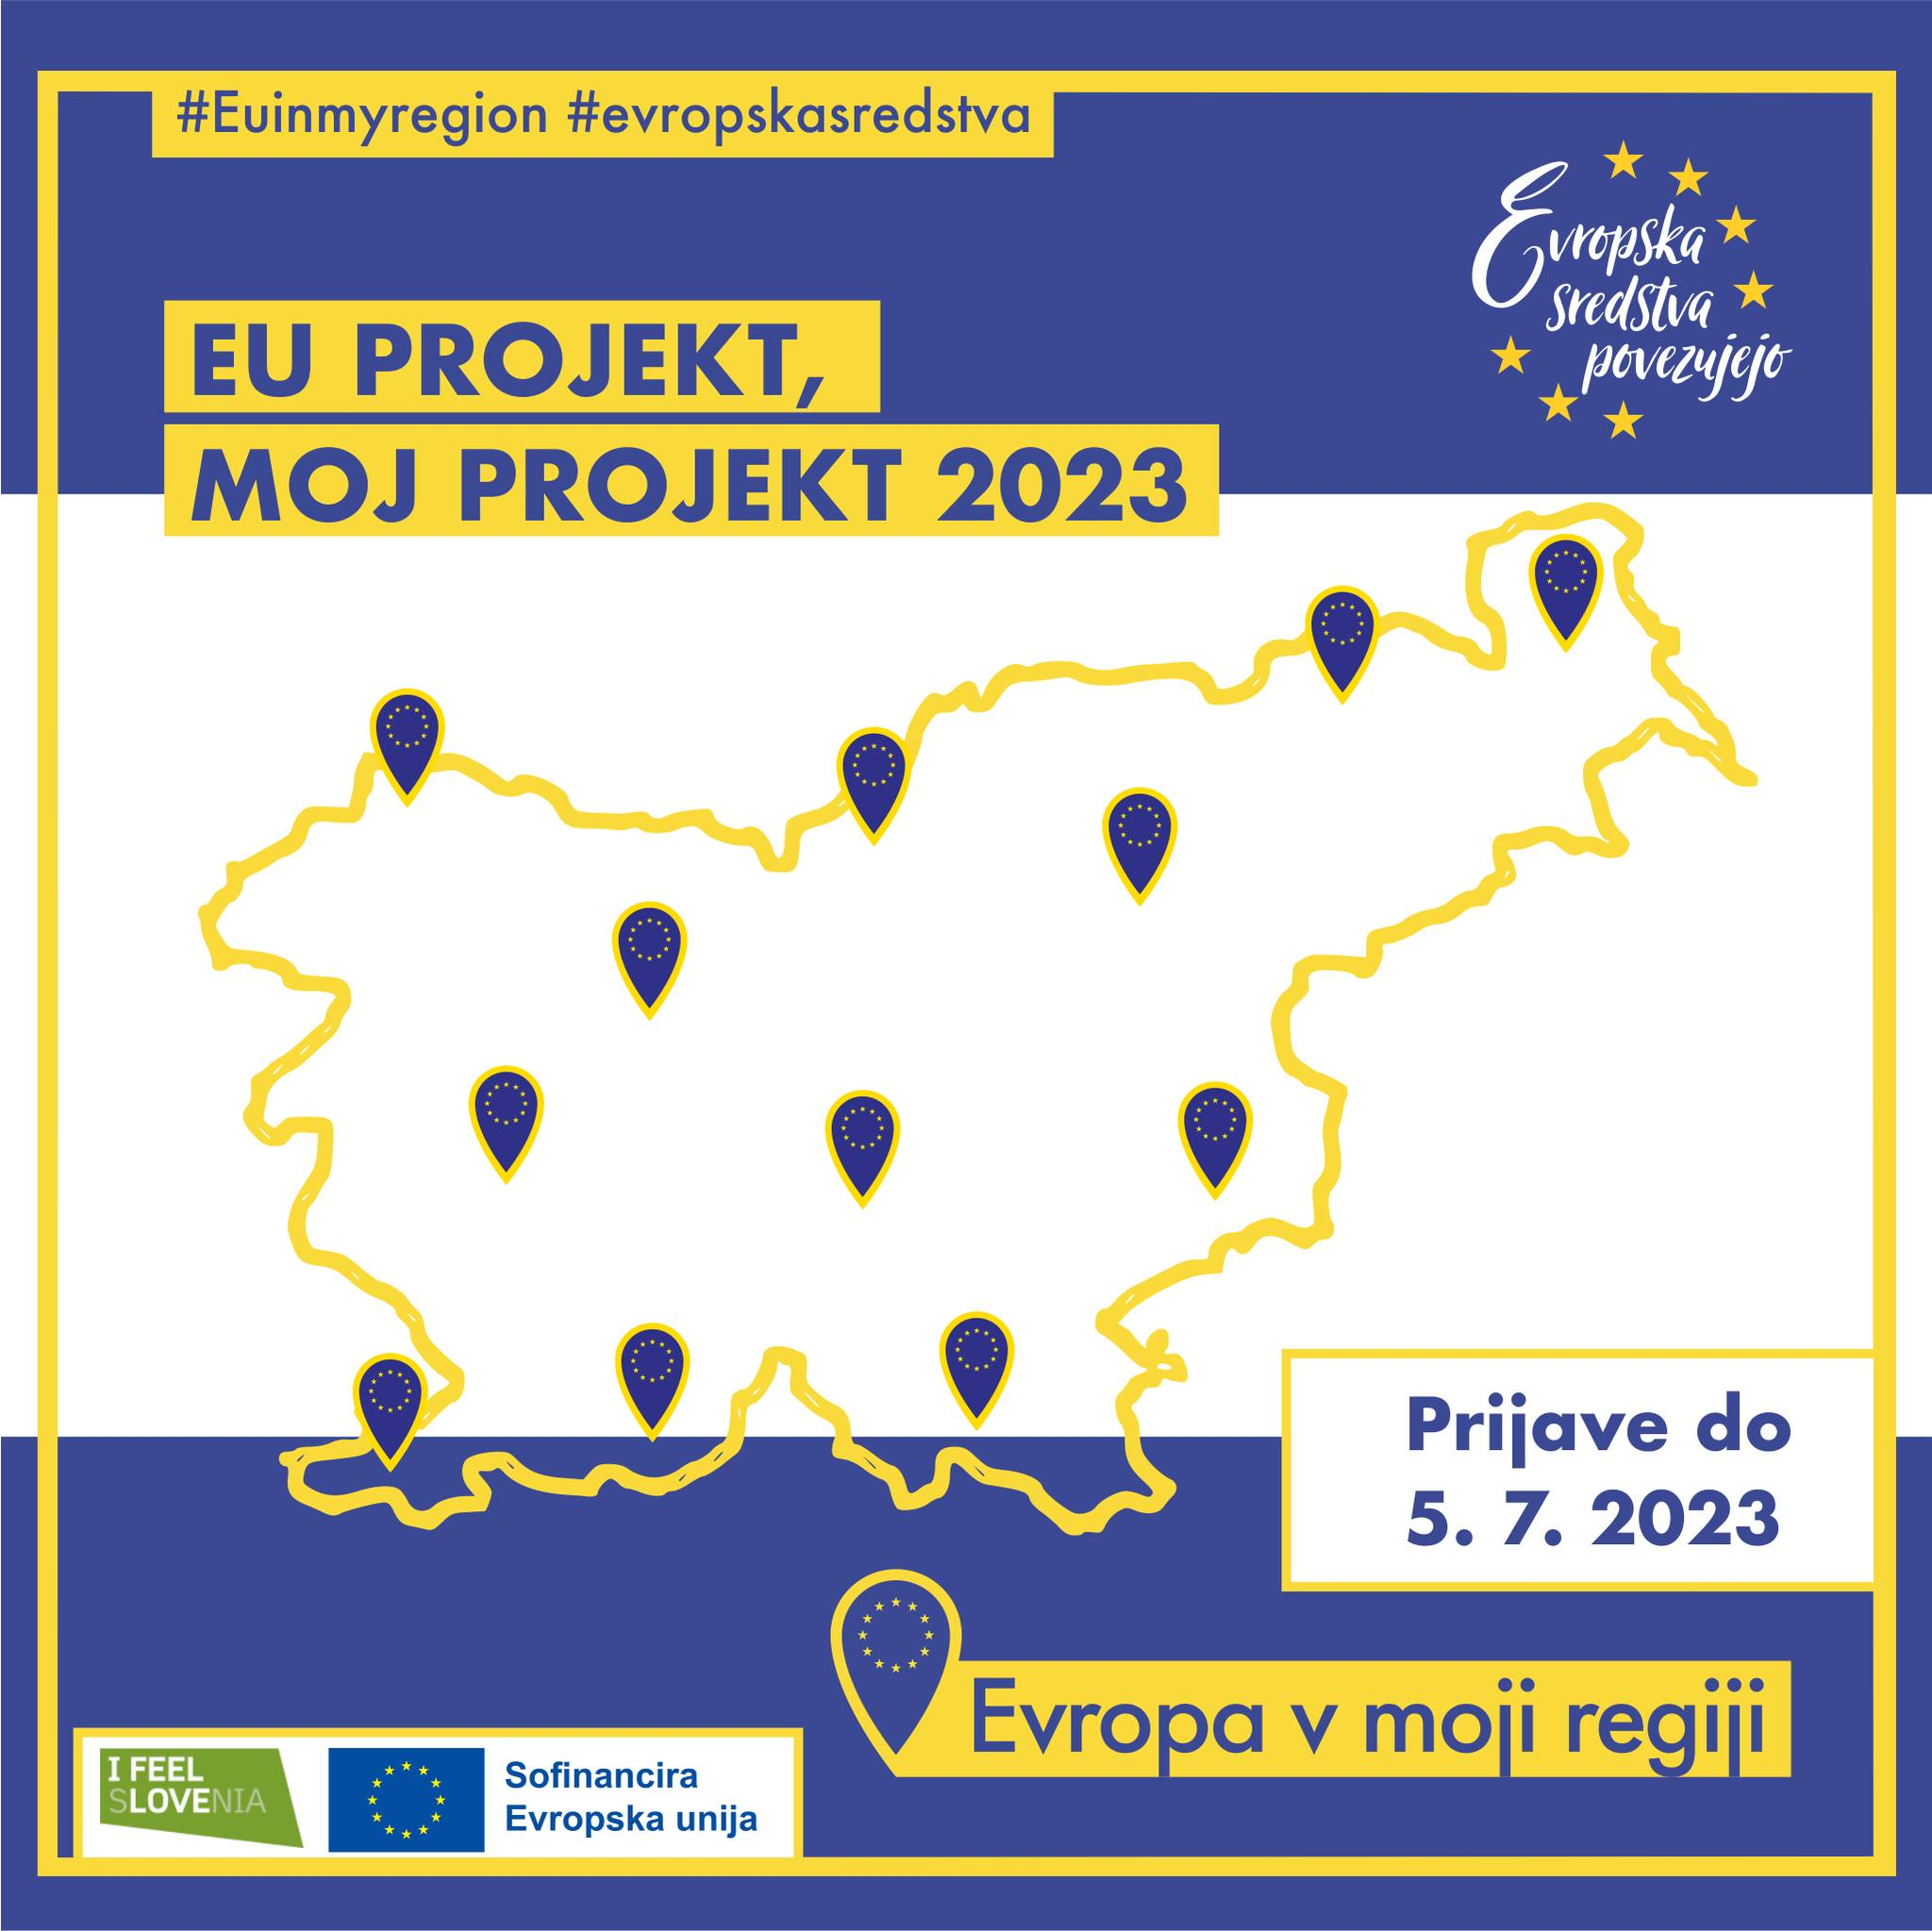 #Euinmyregion #evropskasredstva
Evropska
sredstva
povezujejo
EU PROJEKT,
MOJ PROJEKT 2023
Prijave do
5. 7. 2023
Evropa v moji regiji
I FEEL
SLOVENIA
Sofinancira
Evropska unija